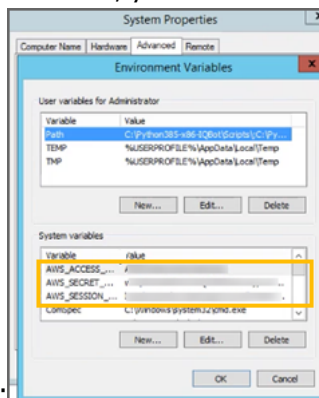 System Properties
Computer Name Hardware Advanced Remote
Environment Variables
x
User variables for Administrator
Variable Value
Path C:\Python385-x86-IQBot\Scripts\;C:\Py...
TEMP %USERPROFILE%\AppData\Local\Temp
TMP %USERPROFILE%\AppData\Local\Temp
New... Edit... Delete
System variables
Variable Value
AWS_ACCESS_...
AWS_SECRET_...
AWS_SESSION_...
ComSpec C:\Windows\system32\cmd.exe
New... Edit... Delete
OK Cancel